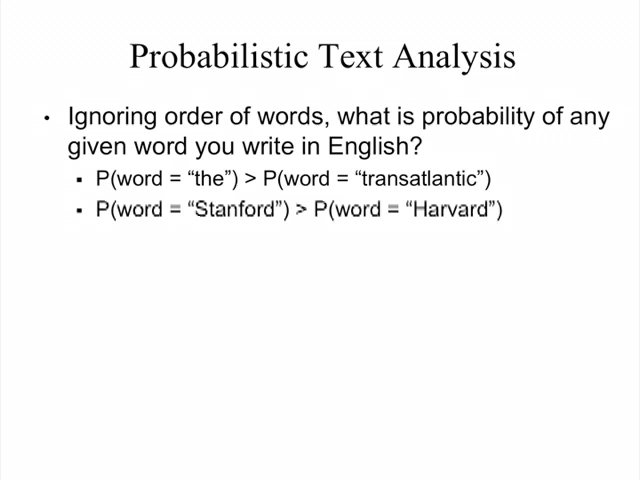 Probabilistic Text Analysis
• Ignoring order of words, what is probability of any
given word you write in English?
▪ P(word = “the”) > P(word = “transatlantic”)
▪ P(word = “Stanford”) > P(word = “Harvard”)